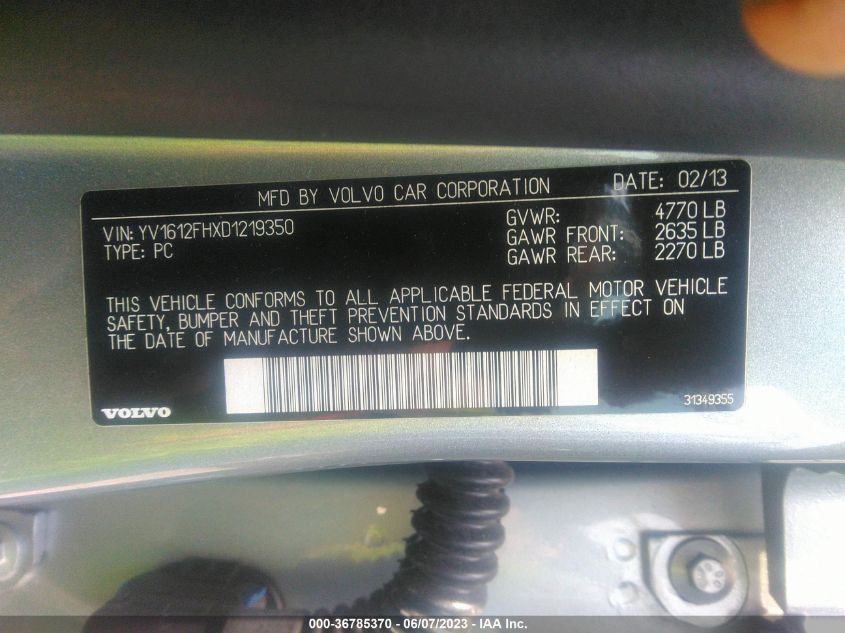 MFD BY VOLVO CAR CORPORATION DATE: 02/13
VIN: YV1612FHXD1219350
TYPE: PC
GVWR: 4770 LB
GAWR FRONT: 2635 LB
GAWR REAR: 2270 LB
THIS VEHICLE CONFORMS TO ALL APPLICABLE FEDERAL MOTOR VEHICLE
SAFETY, BUMPER AND THEFT PREVENTION STANDARDS IN EFFECT ON
THE DATE OF MANUFACTURE SHOWN ABOVE.
VOLVO
31349355
000-36785370 - 06/07/2023 - IAA Inc.